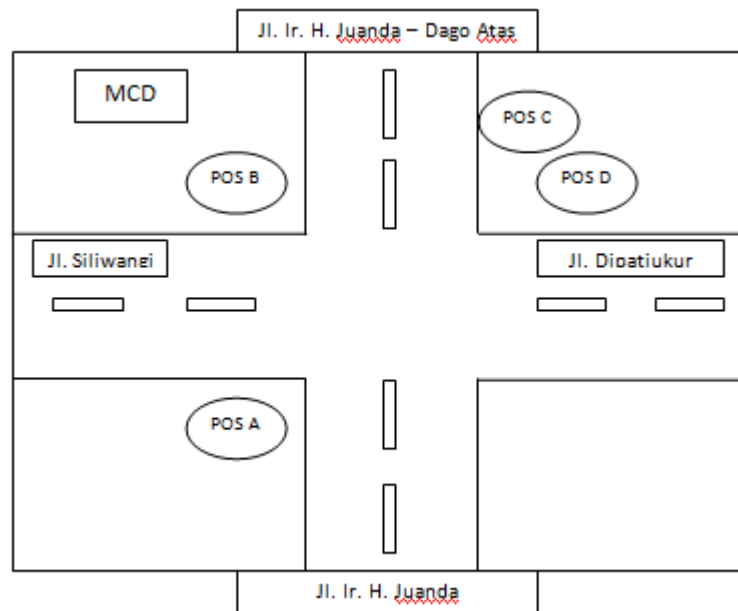 Jl. Ir. H. Juanda – Dago Atas
MCD
POS C
POS B
POS D
Jl. Siliwangi
Jl. Dipatiukur
POS A
Jl. Ir. H. Juanda